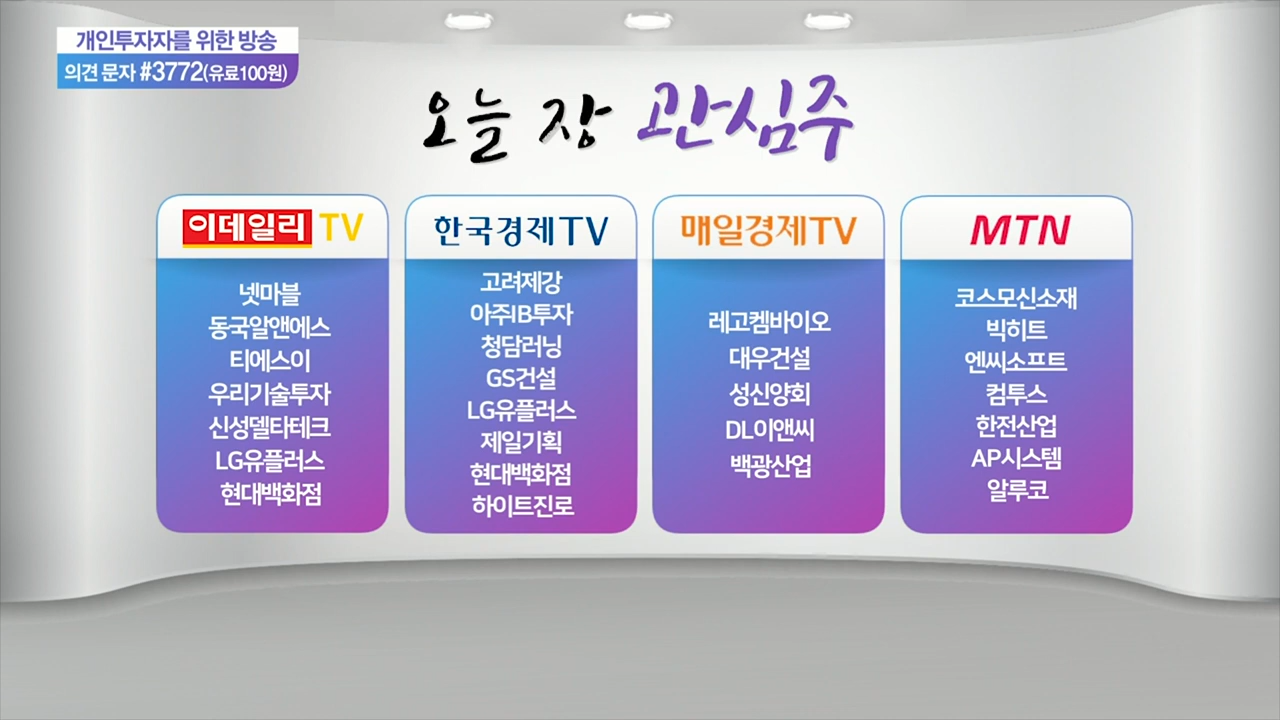 개인투자자를 위한 방송
의견 문자 #3772(유료100원)
오늘 장 관심주
이데일리 TV
넷마블
동국알앤에스
티에스이
우리기술투자
신성델타테크
LG유플러스
현대백화점
한국경제TV
고려제강
아주IB투자
청담러닝
GS건설
LG유플러스
제일기획
현대백화점
하이트진로
매일경제TV
레고켐바이오
대우건설
성신양회
DL이앤씨
백광산업
MTN
코스모신소재
빅히트
엔씨소프트
컴투스
한전산업
AP시스템
알루코